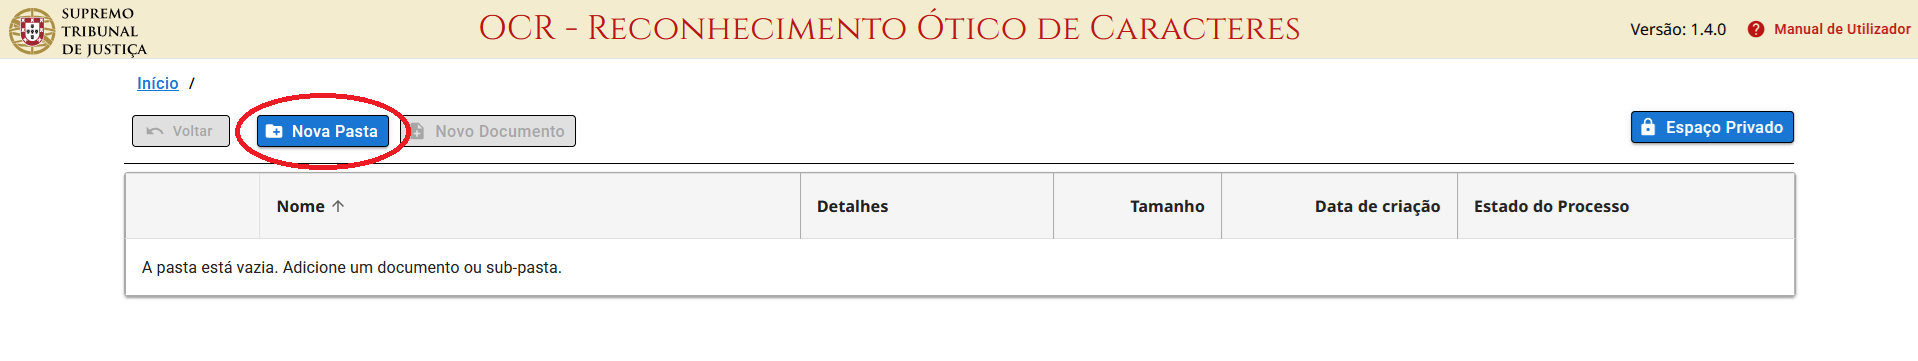 SUPREMO
TRIBUNAL
DE JUSTIÇA
OCR - Reconhecimento Ótico de Caracteres
Versão: 1.4.0
? Manual de Utilizador
Início /
Voltar
Nova Pasta
Novo Documento
Espaço Privado
Nome ↑ Detalhes Tamanho Data de criação Estado do Processo
A pasta está vazia. Adicione um documento ou sub-pasta.